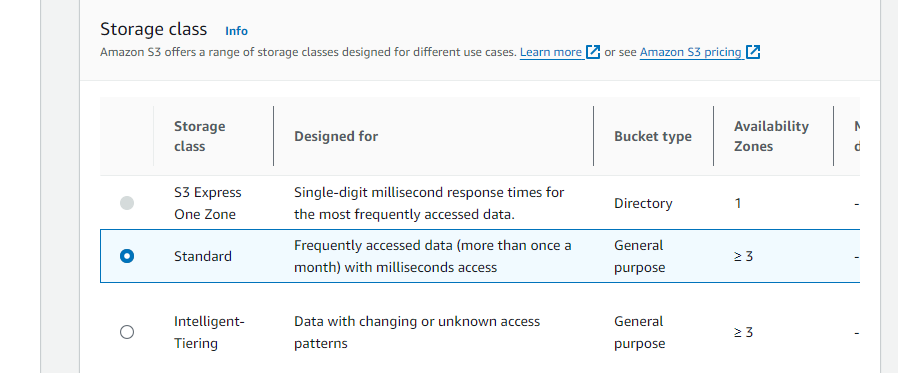 Storage class Info
Amazon S3 offers a range of storage classes designed for different use cases. Learn more or see Amazon S3 pricing
Storage class
Designed for
Bucket type
Availability Zones
S3 Express One Zone
Single-digit millisecond response times for
the most frequently accessed data.
Directory
1
-
Standard
Frequently accessed data (more than once a
month) with milliseconds access
General purpose
≥ 3
-
Intelligent-
Tiering
Data with changing or unknown access
patterns
General purpose
≥ 3
-